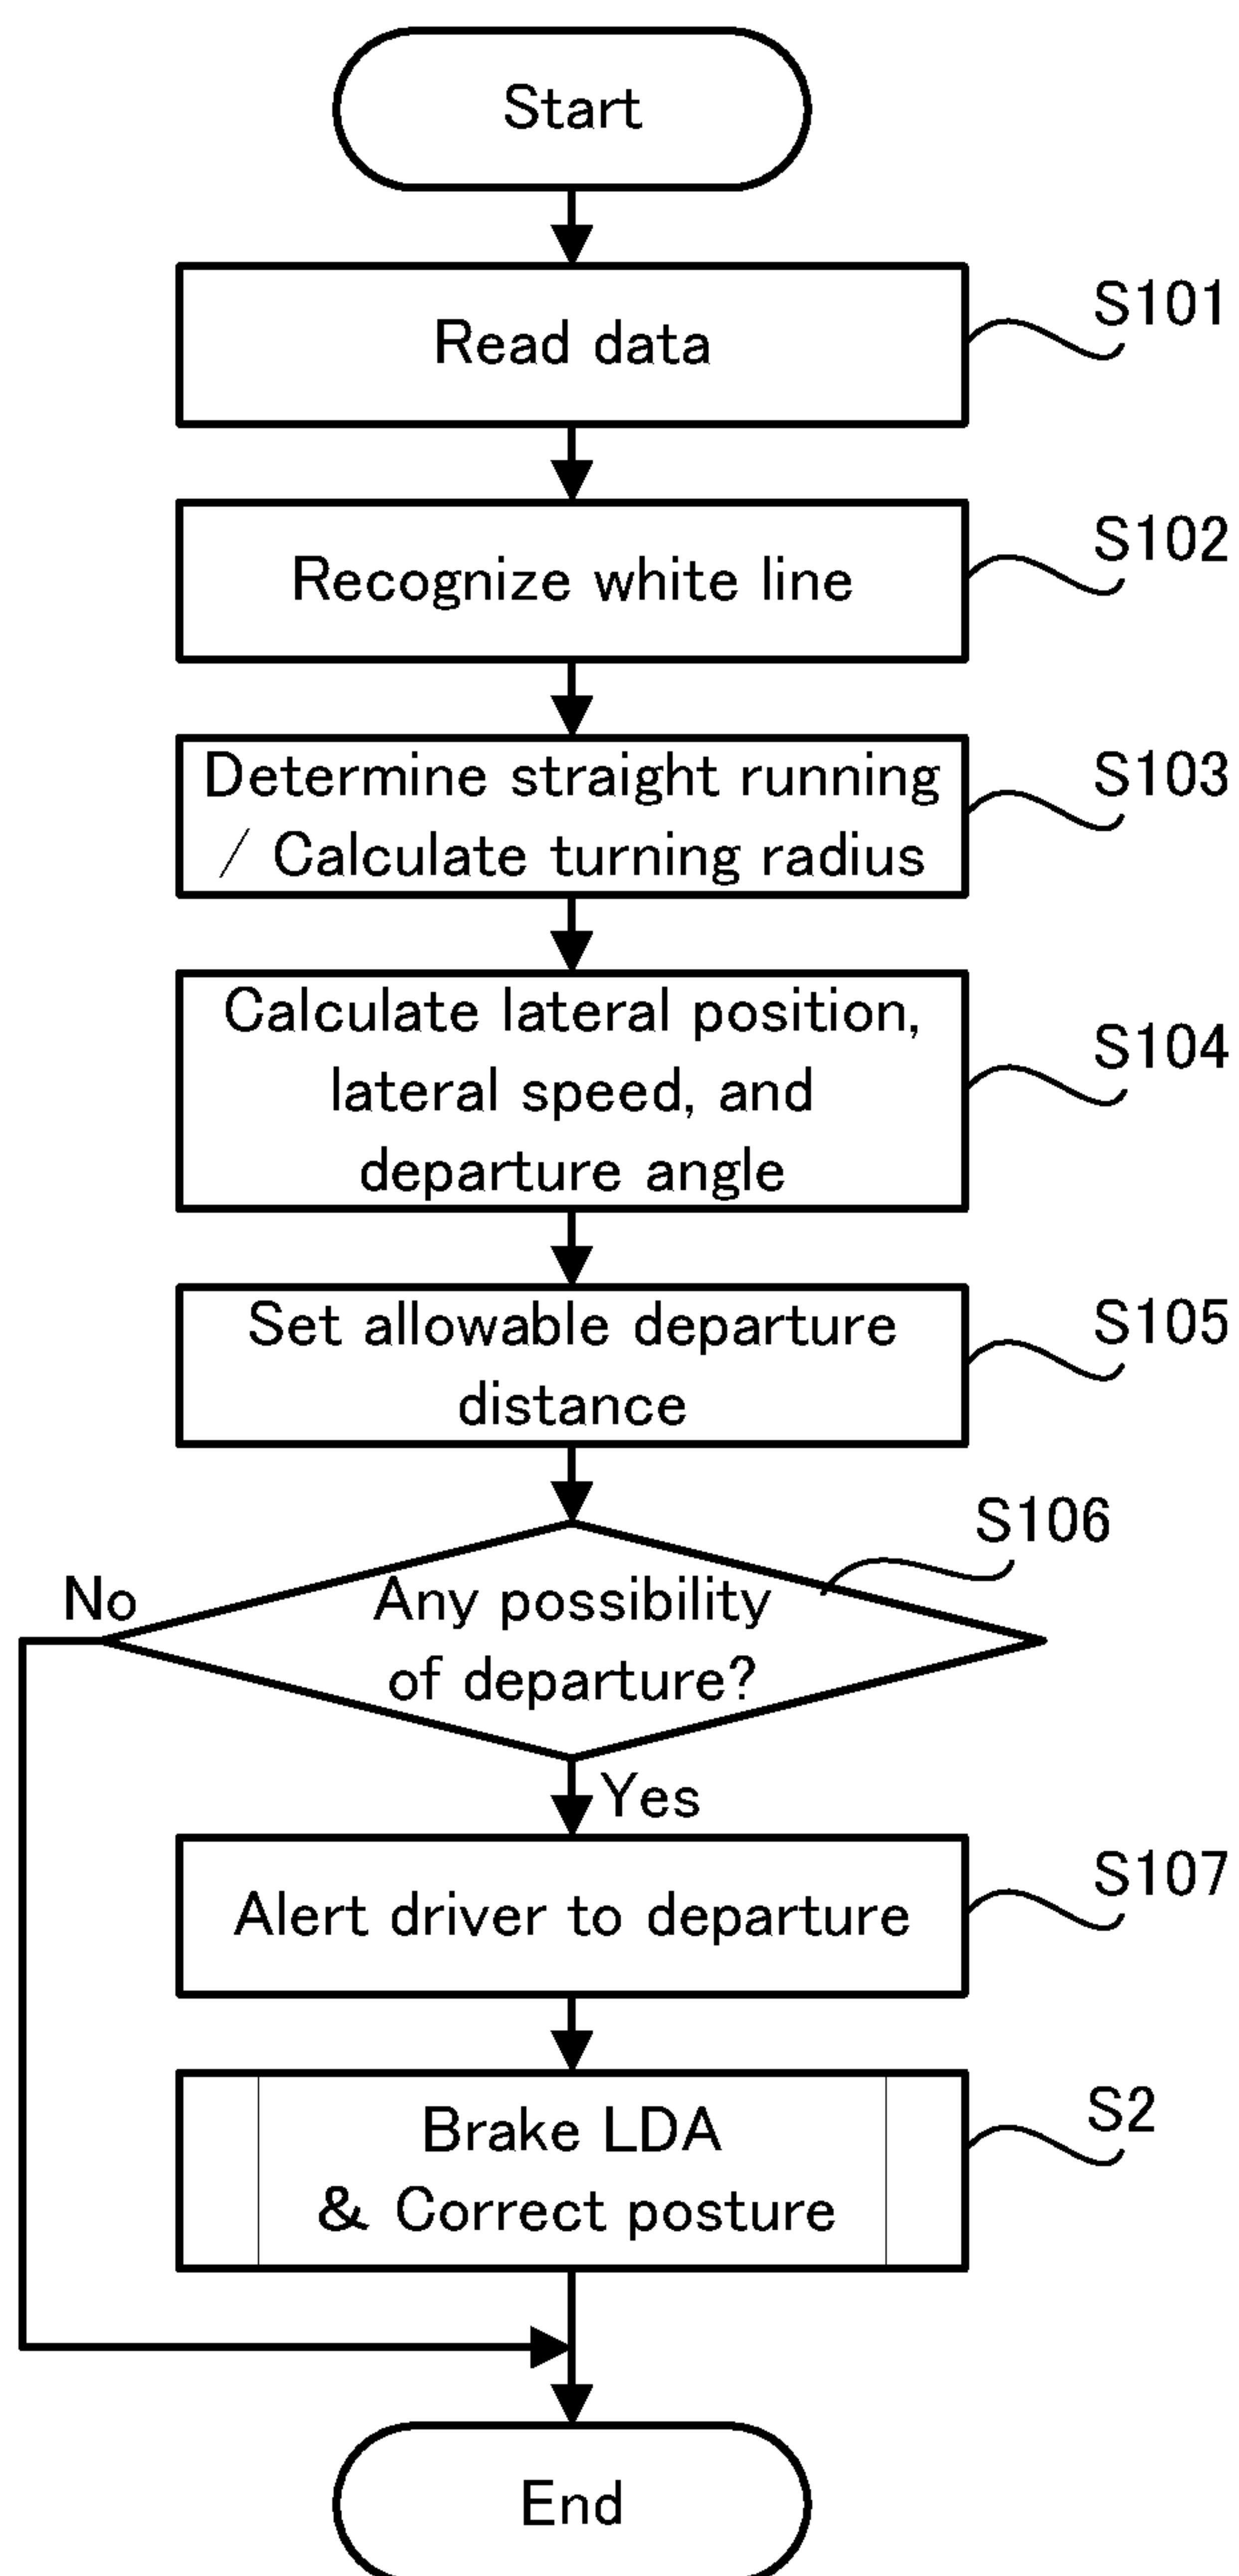 Start
Read data
S101
Recognize white line
S102
Determine straight running
/ Calculate turning radius
S103
Calculate lateral position,
lateral speed, and
departure angle
S104
Set allowable departure
distance
S105
S106
No
Any possibility
of departure?
Yes
Alert driver to departure
S107
Brake LDA
& Correct posture
S2
End